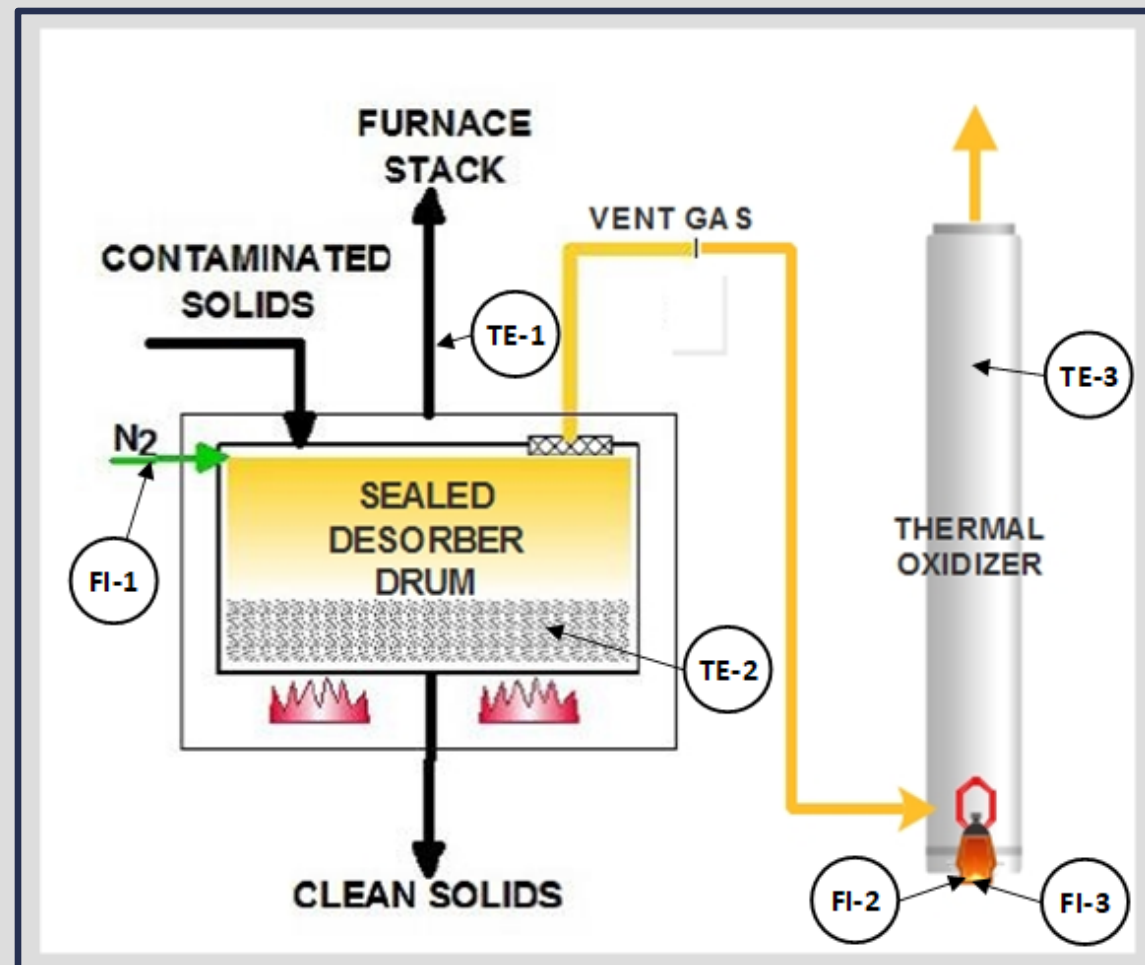 FURNACE
STACK
VENT GAS
CONTAMINATED
SOLIDS
TE-1
TE-3
N2
SEALED
DESORBER
DRUM
THERMAL
OXIDIZER
FI-1
TE-2
CLEAN SOLIDS
FI-2
FI-3